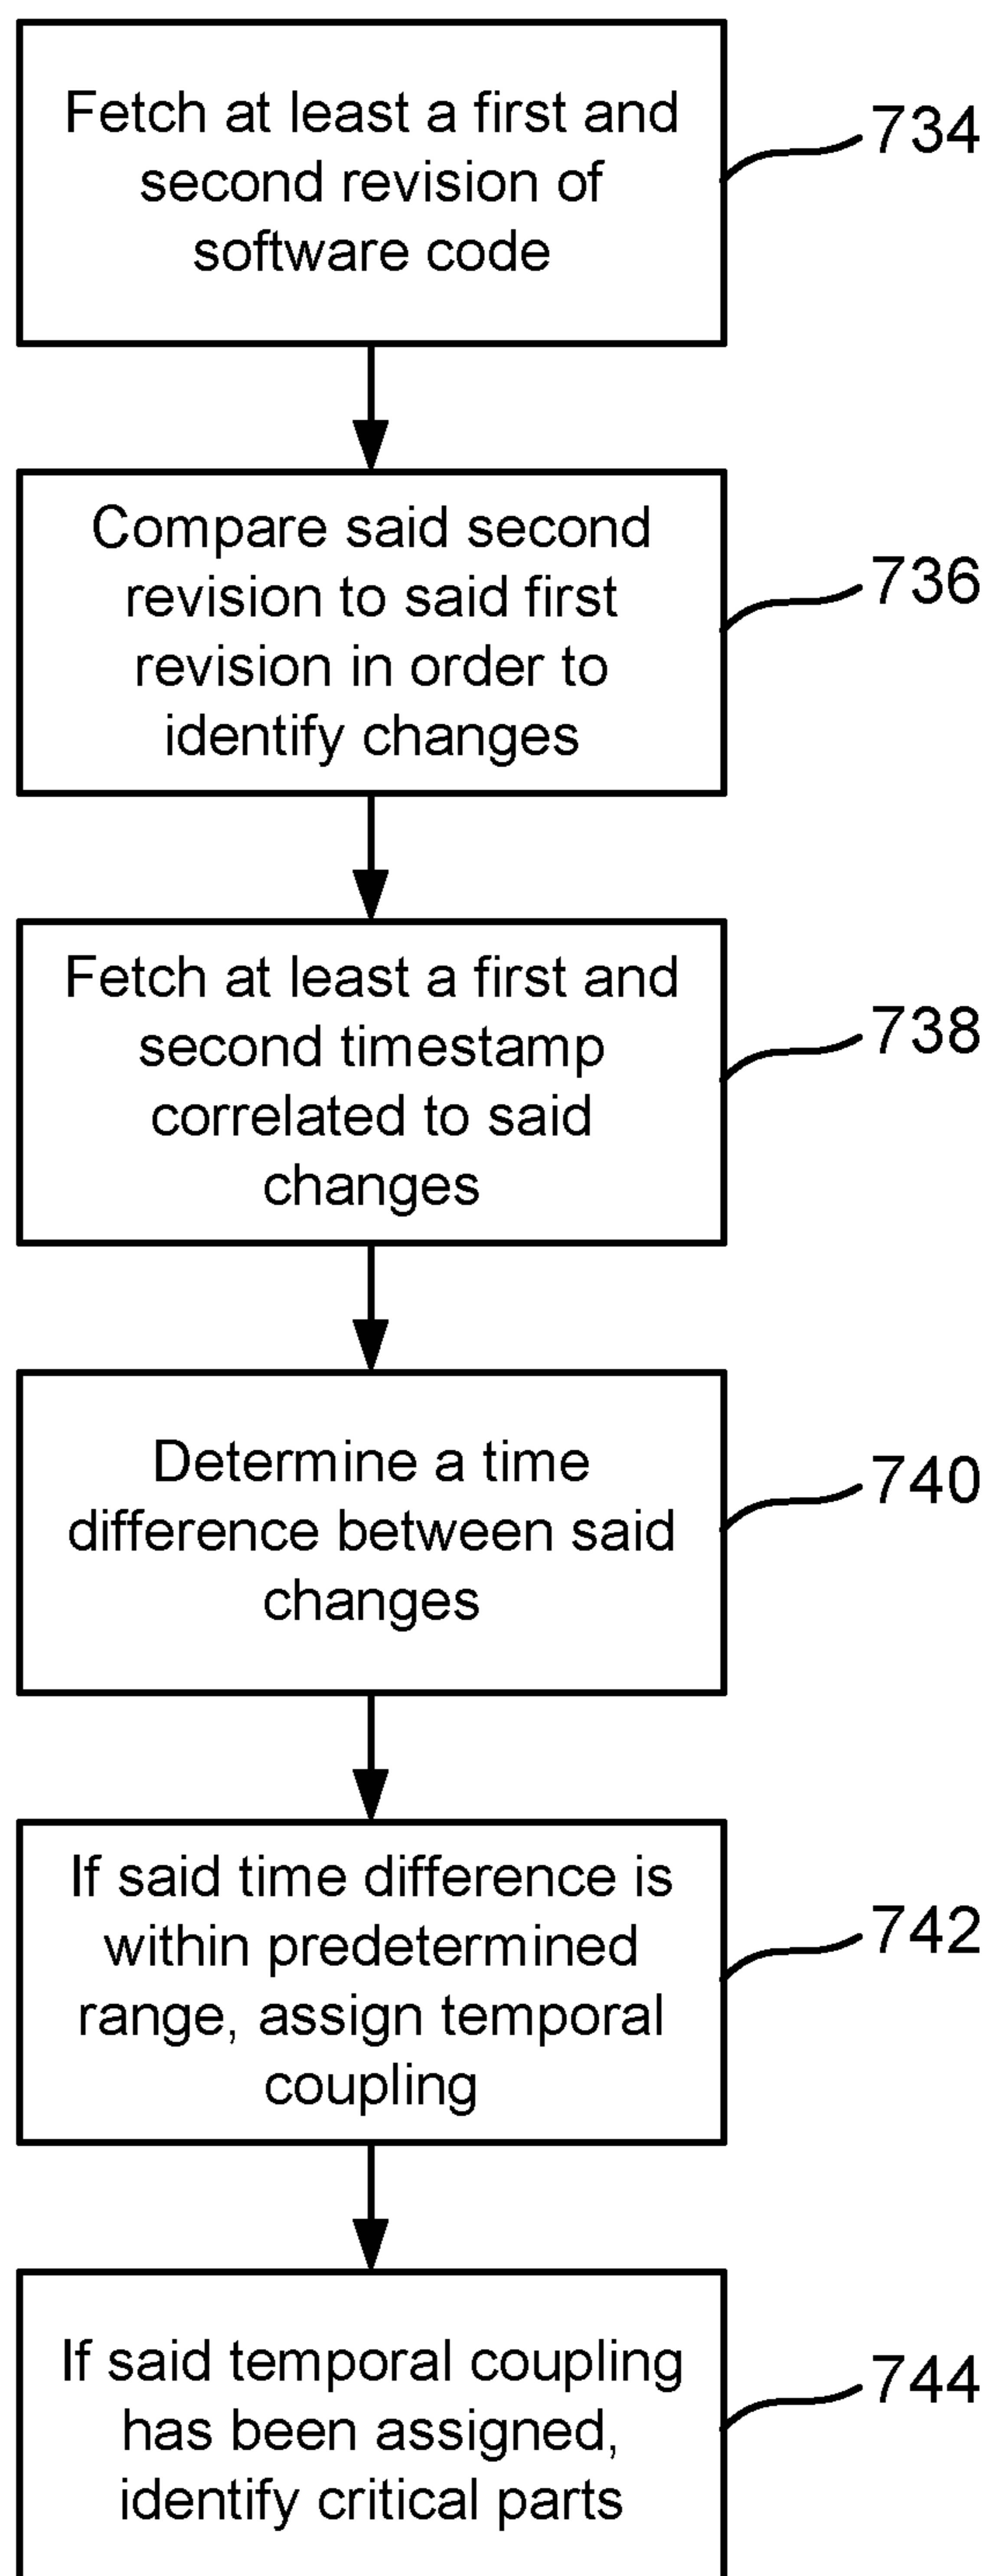 Fetch at least a first and
second revision of
software code
734
Compare said second
revision to said first
revision in order to
identify changes
736
Fetch at least a first and
second timestamp
correlated to said
changes
738
Determine a time
difference between said
changes
740
If said time difference is
within predetermined
range, assign temporal
coupling
742
If said temporal coupling
has been assigned,
identify critical parts
744